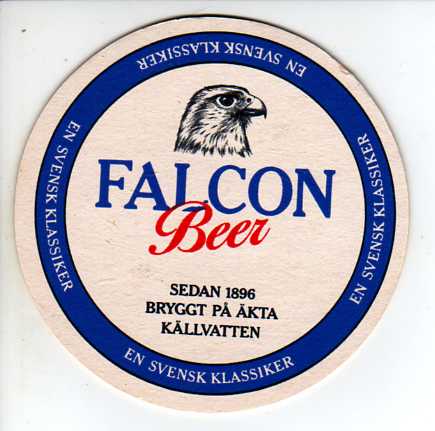 EN SVENSK KLASSIKER
FALCON
Beer
SEDAN 1896
BRYGGT PÅ ÄKTA
KÄLLVATTEN
EN SVENSK KLASSIKER
EN SVENSK KLASSIKER
EN SVENSK KLASSIKER